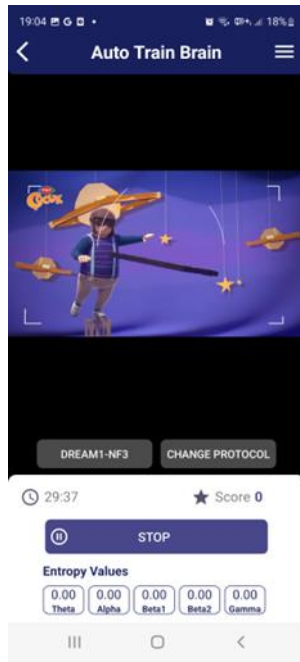 19:04
18%
Auto Train Brain
Çocuk
DREAM1-NF3
CHANGE PROTOCOL
29:37
Score 0
STOP
Entropy Values
0.00 0.00 0.00 0.00 0.00
Theta Alpha Beta1 Beta2 Gamma